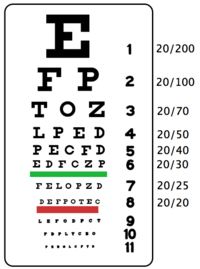 E 1 20/200
F P 2 20/100
T O Z 3 20/70
L P E D 4 20/50
P E C F D 5 20/40
E D F C Z P 6 20/30
F E L O P Z D 7 20/25
D E F P O T E C 8 20/20
L E F O D P C T 9
10
11